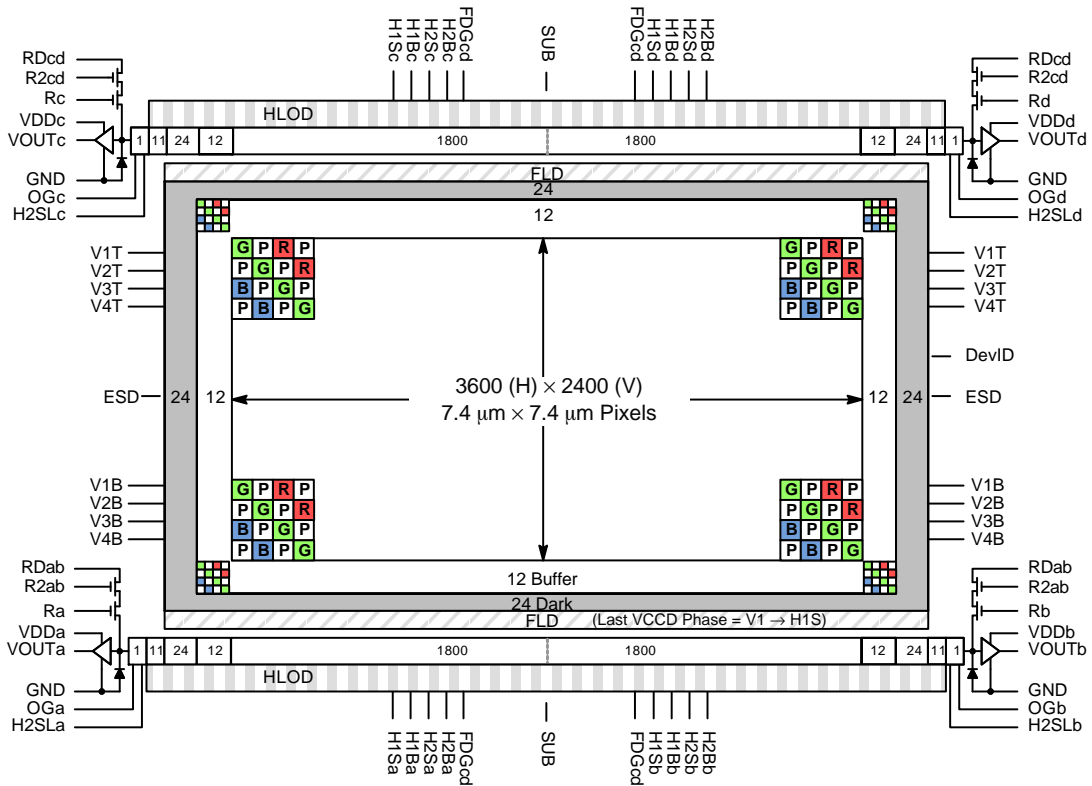 H1Sc
H1Bc
H2Sc
H2Bc
FDGcd
SUB
FDGcd
H1Sd
H1Bd
H2Sd
H2Bd
RDcd
R2cd
Rc
VDDc
VOUTc
GND
OGc
H2SLc
RDcd
R2cd
Rd
VDDd
VOUTd
GND
OGd
H2SLd
HLOD
1 11 24 12 1800 1800 12 24 11 1
FLD
24
12
G P R P G P R P
P G P R P G P R
B P G P B P G P
P B P G P B P G
V1T
V2T
V3T
V4T
V1T
V2T
V3T
V4T
DevID
ESD 24 12 3600 (H) × 2400 (V) 12 24 ESD
7.4 μm × 7.4 μm Pixels
V1B
V2B
V3B
V4B
G P R P G P R P
P G P R P G P R
B P G P B P G P
P B P G P B P G
V1B
V2B
V3B
V4B
12 Buffer
24 Dark
FLD (Last VCCD Phase = V1 → H1S)
RDab
R2ab
Ra
VDDa
VOUTa
GND
OGa
H2SLa
RDab
R2ab
Rb
VDDb
VOUTb
GND
OGb
H2SLb
1 11 24 12 1800 1800 12 24 11 1
HLOD
H1Sa
H1Ba
H2Sa
H2Ba
FDGcd
SUB
FDGcd
H1Sb
H1Bb
H2Sb
H2Bb